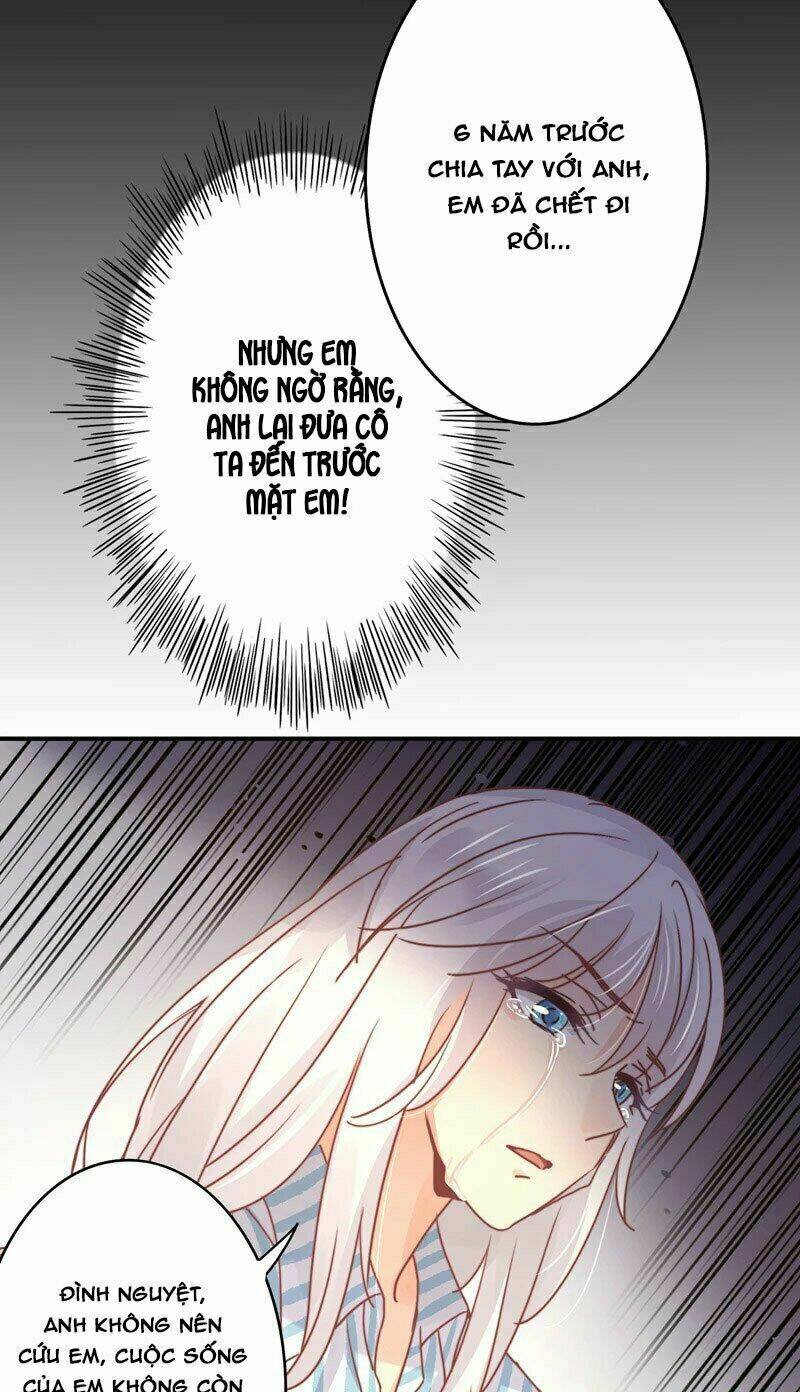 6 NĂM TRƯỚC
CHIA TAY VỚI ANH,
EM ĐÃ CHẾT ĐI
RỒI...
NHƯNG EM
KHÔNG NGỜ RẰNG,
ANH LẠI ĐƯA CÔ
TA ĐẾN TRƯỚC
MẶT EM!
ĐÌNH NGUYỆT,
ANH KHÔNG NÊN
CỨU EM, CUỘC SỐNG
CỦA EM KHÔNG CÒN